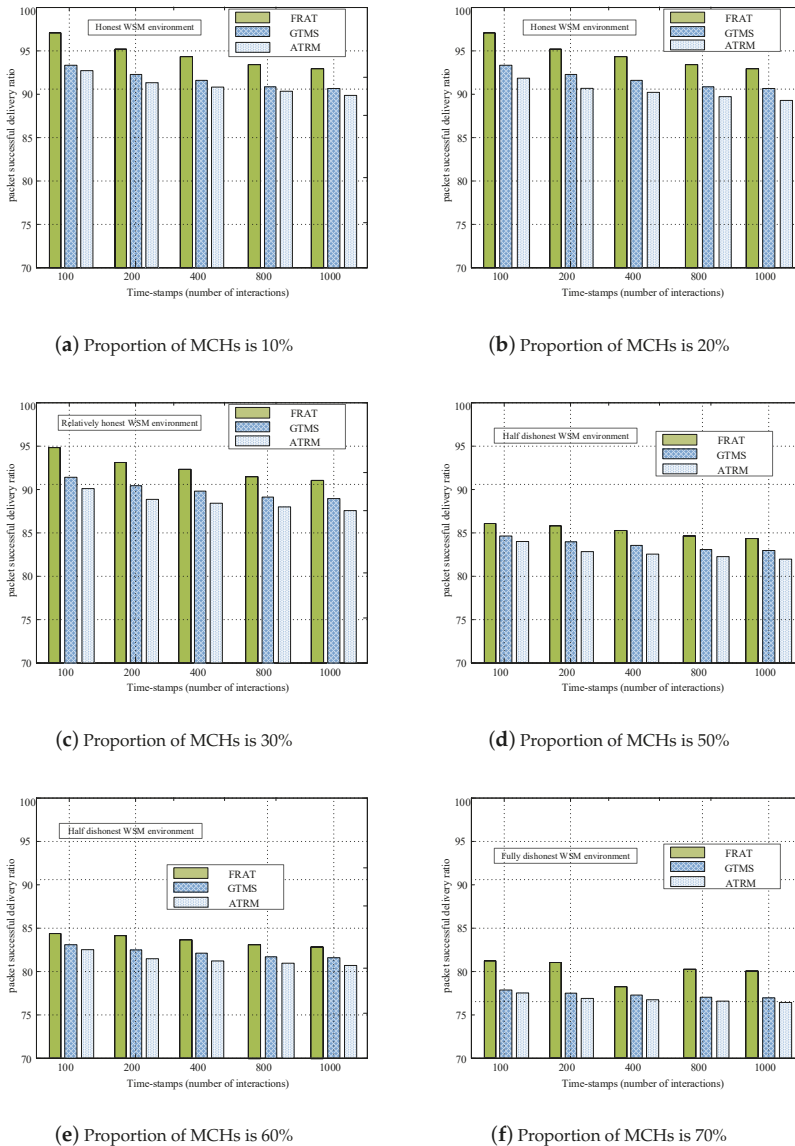 Honest WSM environment
FRAT
GTMS
ATRM
packet successful delivery ratio
100
95
90
85
80
75
70
100
200
400
800
1000
Time-stamps (number of interactions)
(a) Proportion of MCHs is 10%
Honest WSM environment
FRAT
GTMS
ATRM
packet successful delivery ratio
100
95
90
85
80
75
70
100
200
400
800
1000
Time-stamps (number of interactions)
(b) Proportion of MCHs is 20%
Relatively honest WSM environment
FRAT
GTMS
ATRM
packet successful delivery ratio
100
95
90
85
80
75
70
100
200
400
800
1000
Time-stamps (number of interactions)
(c) Proportion of MCHs is 30%
Half dishonest WSM environment
FRAT
GTMS
ATRM
packet successful delivery ratio
100
95
90
85
80
75
70
100
200
400
800
1000
Time-stamps (number of interactions)
(d) Proportion of MCHs is 50%
Half dishonest WSM environment
FRAT
GTMS
ATRM
packet successful delivery ratio
100
95
90
85
80
75
70
100
200
400
800
1000
Time-stamps (number of interactions)
(e) Proportion of MCHs is 60%
Fully dishonest WSM environment
FRAT
GTMS
ATRM
packet successful delivery ratio
100
95
90
85
80
75
70
100
200
400
800
1000
Time-stamps (number of interactions)
(f) Proportion of MCHs is 70%